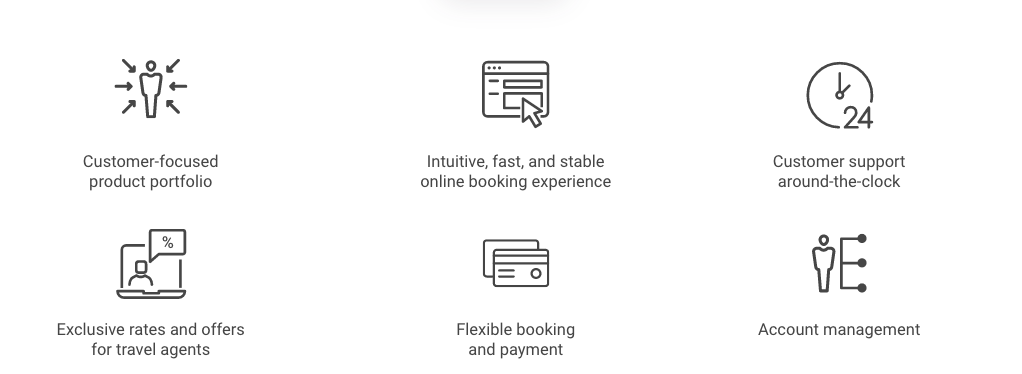 24
Customer-focused
product portfolio
Intuitive, fast, and stable
online booking experience
Customer support
around-the-clock
%
Exclusive rates and offers
for travel agents
Flexible booking
and payment
Account management